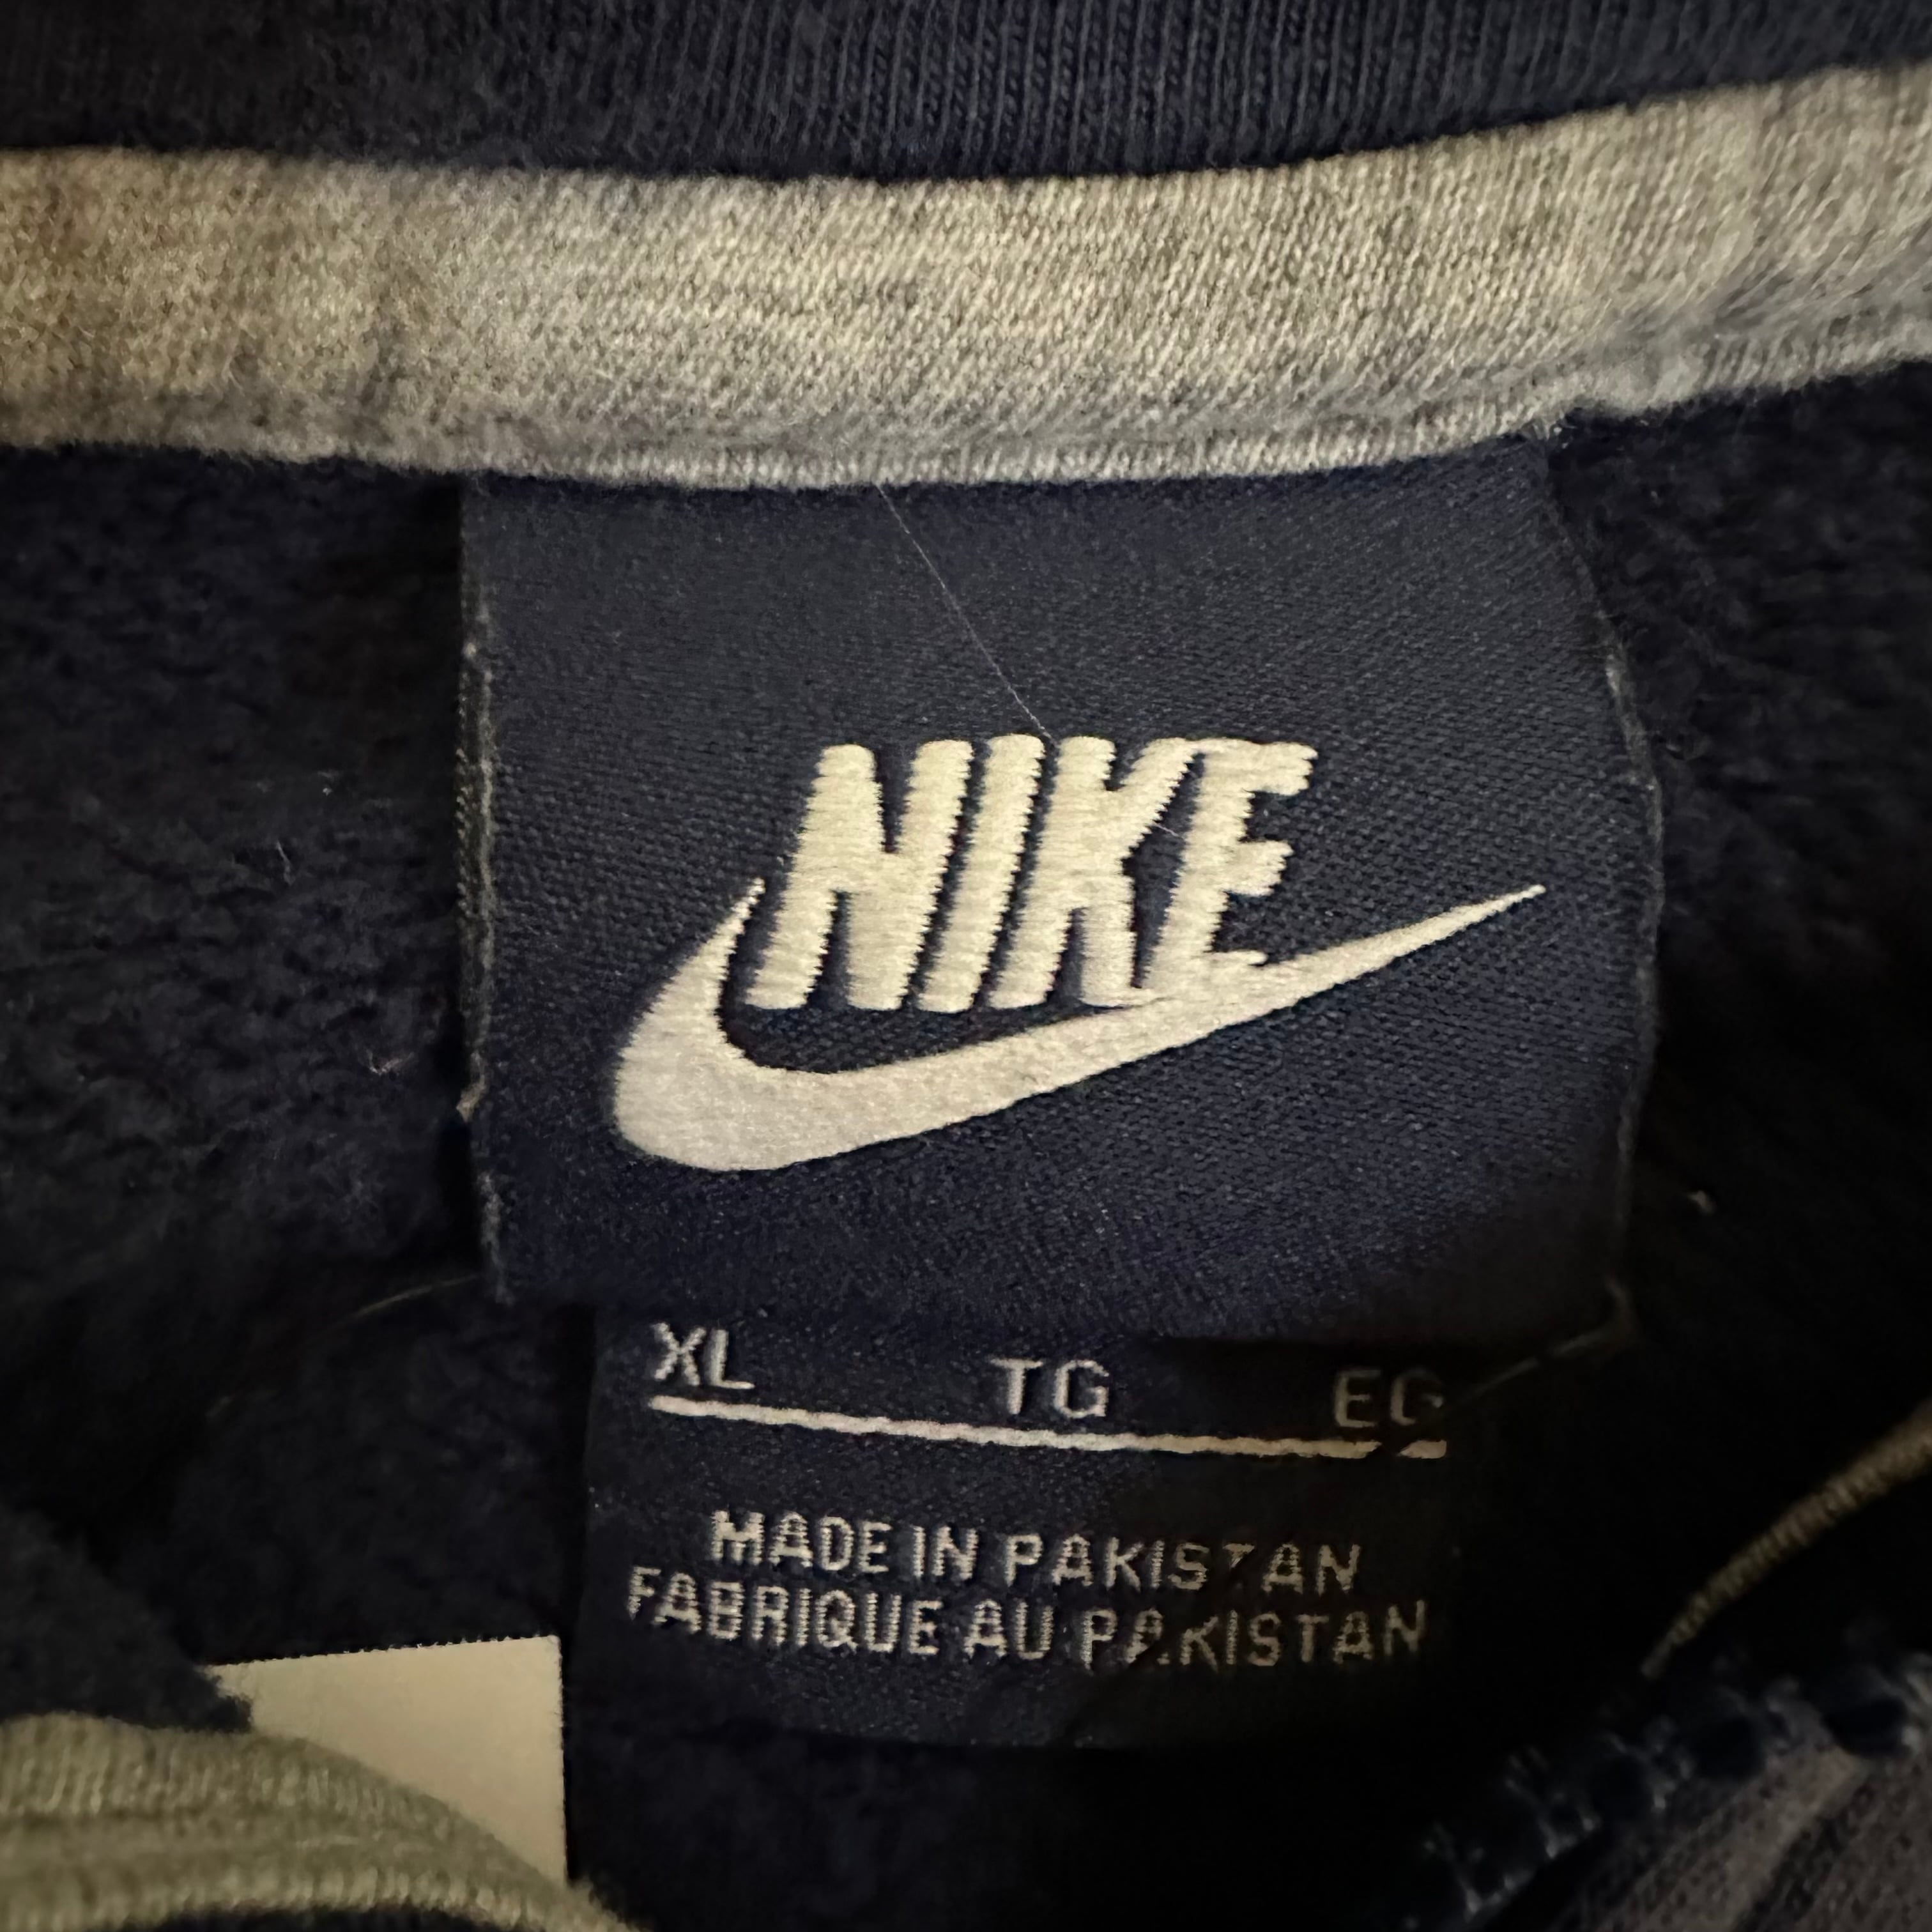 NIKE
XL TG EG
MADE IN PAKISTAN
FABRIQUE AU PAKISTAN